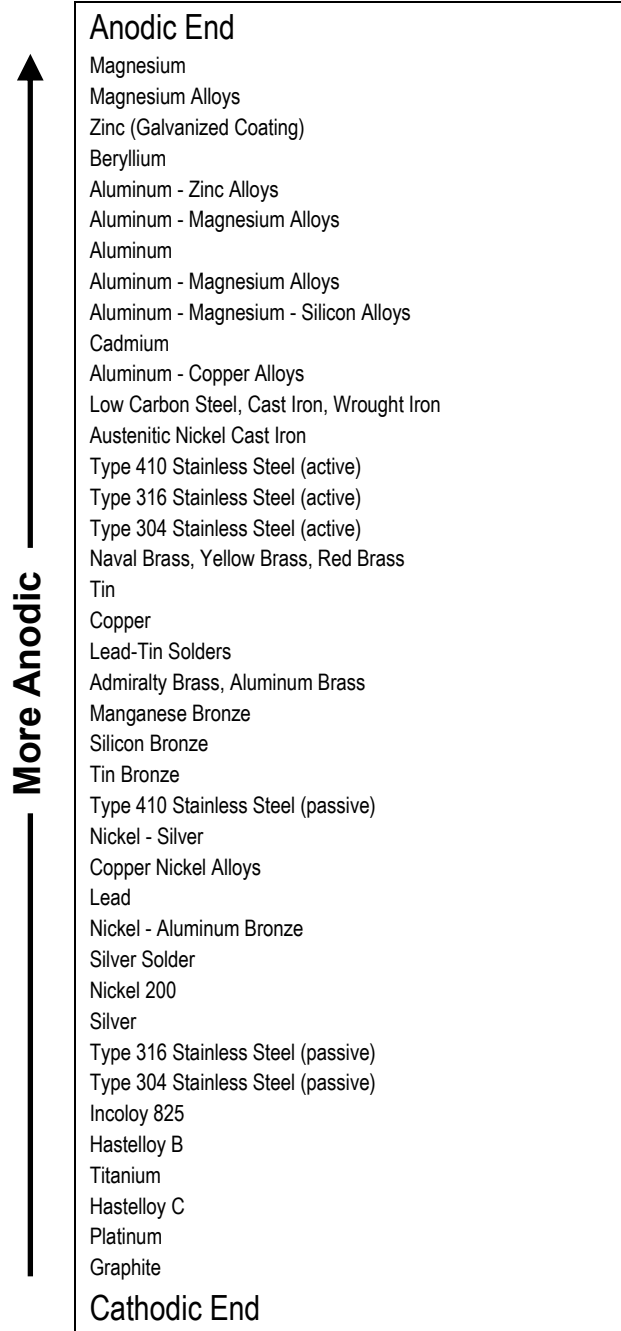 Anodic End
Magnesium
Magnesium Alloys
Zinc (Galvanized Coating)
Beryllium
Aluminum - Zinc Alloys
Aluminum - Magnesium Alloys
Aluminum
Aluminum - Magnesium Alloys
Aluminum - Magnesium - Silicon Alloys
Cadmium
Aluminum - Copper Alloys
Low Carbon Steel, Cast Iron, Wrought Iron
Austenitic Nickel Cast Iron
Type 410 Stainless Steel (active)
Type 316 Stainless Steel (active)
Type 304 Stainless Steel (active)
Naval Brass, Yellow Brass, Red Brass
Tin
Copper
Lead-Tin Solders
Admiralty Brass, Aluminum Brass
Manganese Bronze
Silicon Bronze
Tin Bronze
Type 410 Stainless Steel (passive)
Nickel - Silver
Copper Nickel Alloys
Lead
Nickel - Aluminum Bronze
Silver Solder
Nickel 200
Silver
Type 316 Stainless Steel (passive)
Type 304 Stainless Steel (passive)
Incoloy 825
Hastelloy B
Titanium
Hastelloy C
Platinum
Graphite
Cathodic End
More Anodic